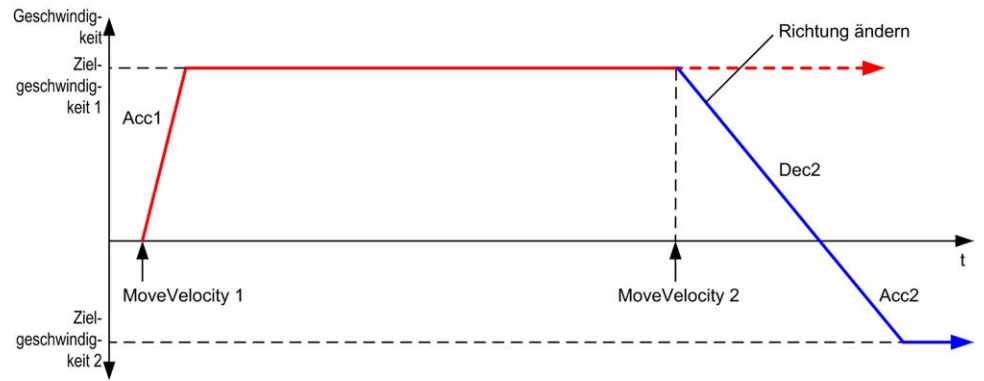 Geschwindig-
keit
Ziel-
geschwindig-
keit 1
Richtung ändern
Acc1
Dec2
t
MoveVelocity 1
MoveVelocity 2
Acc2
Ziel-
geschwindig-
keit 2